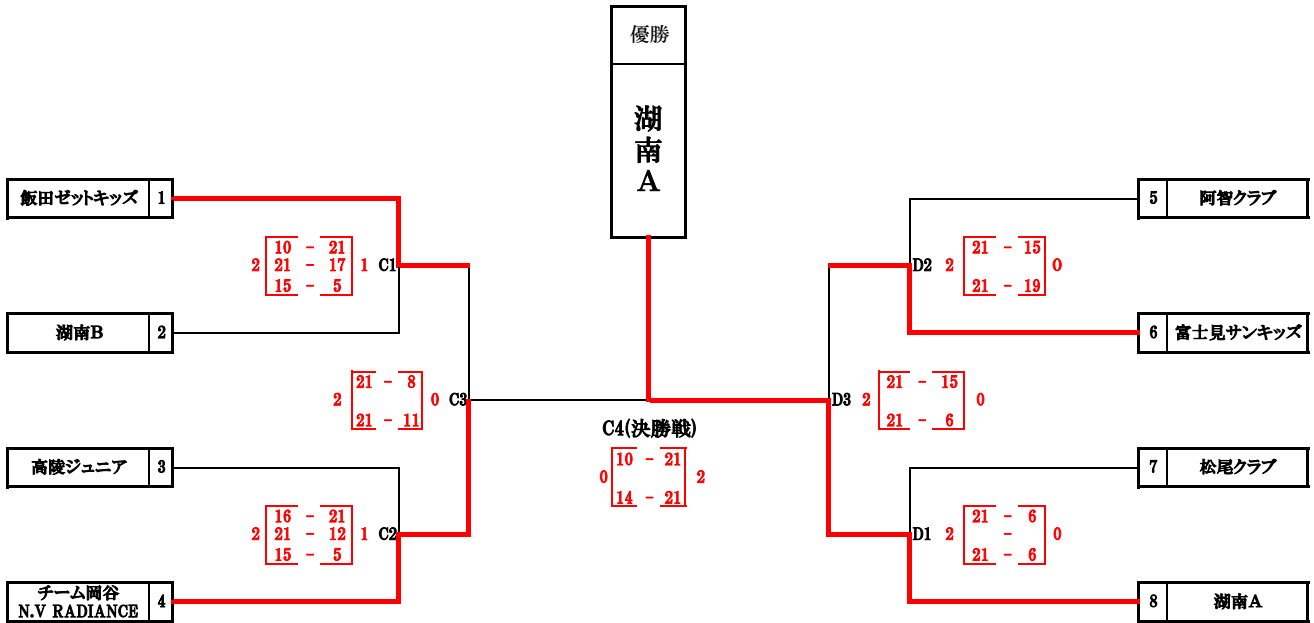 優勝
湖南A
飯田ゼットキッズ 1
10 - 21
2 21 - 17 1 C1
15 - 5
湖南B 2
21 - 8
2 0 C3
21 - 11
高陵ジュニア 3
16 - 21
2 21 - 12 1 C2
15 - 5
チーム岡谷
N.V RADIANCE 4
C4(決勝戦)
10 - 21
0 2
14 - 21
5 阿智クラブ
21 - 15
D2 2 0
21 - 19
6 富士見サンキッズ
21 - 15
D3 2 0
21 - 6
7 松尾クラブ
21 - 6
D1 2 - 0
21 - 6
8 湖南A